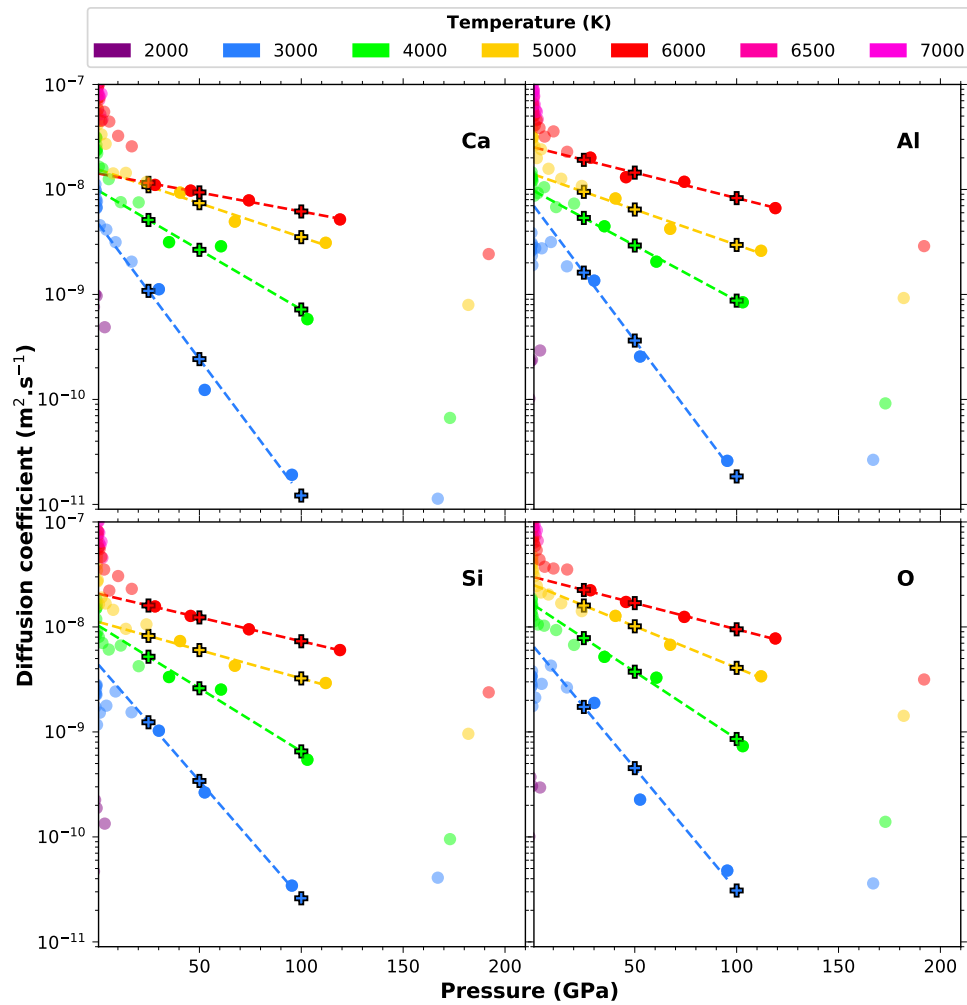 Temperature (K)
2000 3000 4000 5000 6000 6500 7000
10⁻⁷
Ca Al
10⁻⁸
10⁻⁹
10⁻¹⁰
10⁻¹¹
Diffusion coefficient (m².s⁻¹)
10⁻⁷
Si O
10⁻⁸
10⁻⁹
10⁻¹⁰
10⁻¹¹
50 100 150 200 50 100 150 200
Pressure (GPa)